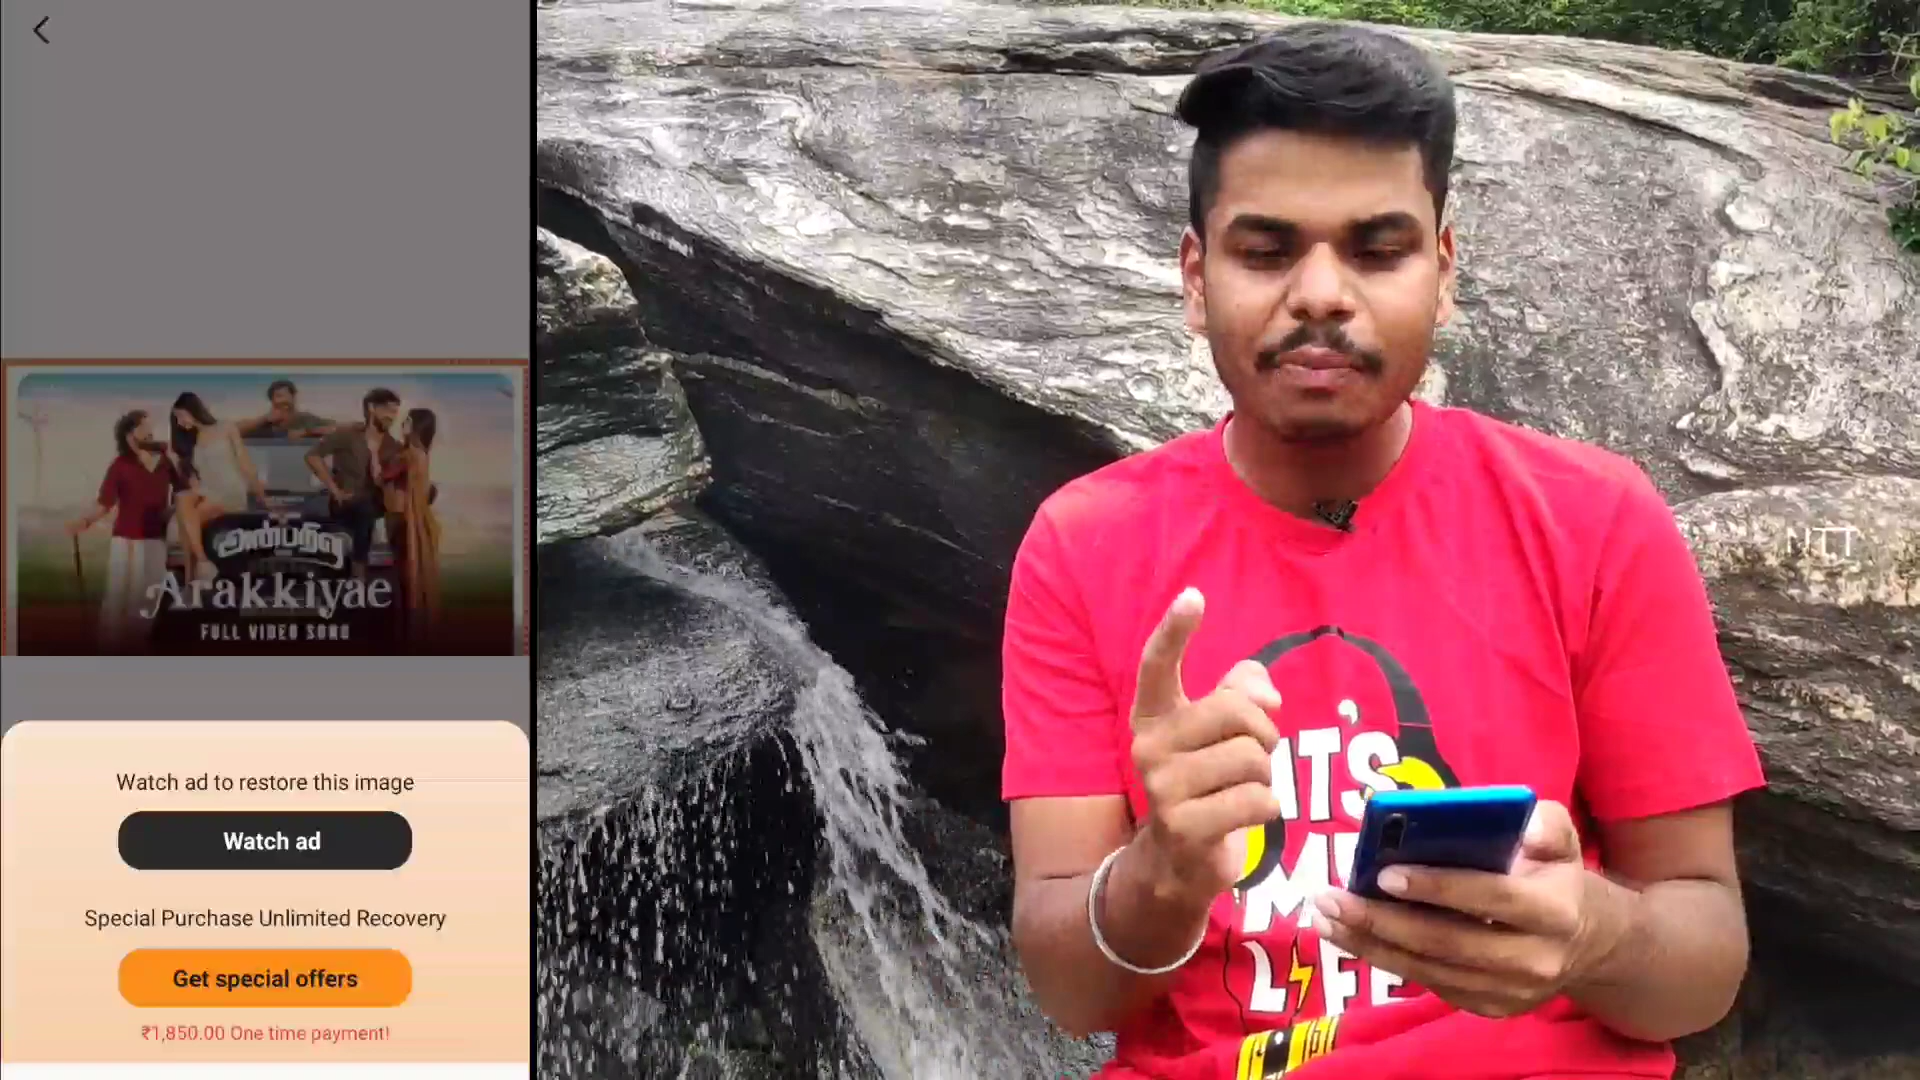 அன்பறிவு
Arakkiyae
FULL VIDEO SONG
Watch ad to restore this image
Watch ad
Special Purchase Unlimited Recovery
Get special offers
₹1,850.00 One time payment!
NTT